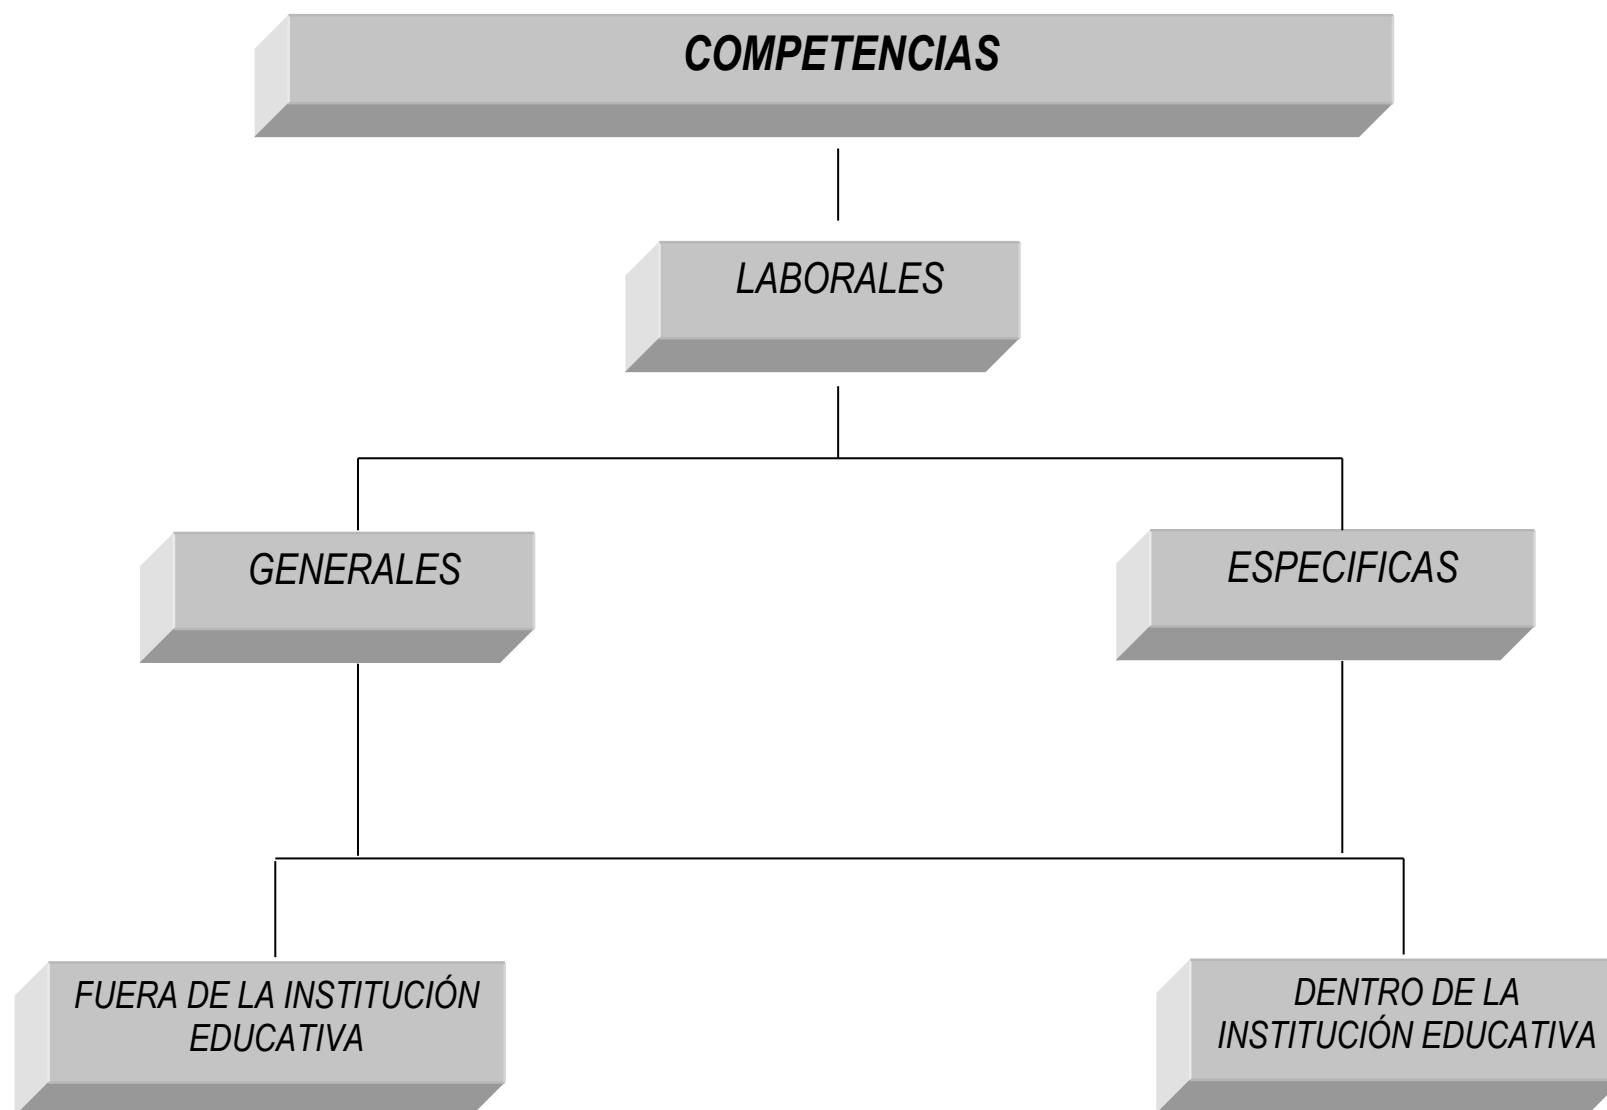 COMPETENCIAS
LABORALES
GENERALES
ESPECIFICAS
FUERA DE LA INSTITUCIÓN
EDUCATIVA
DENTRO DE LA
INSTITUCIÓN EDUCATIVA